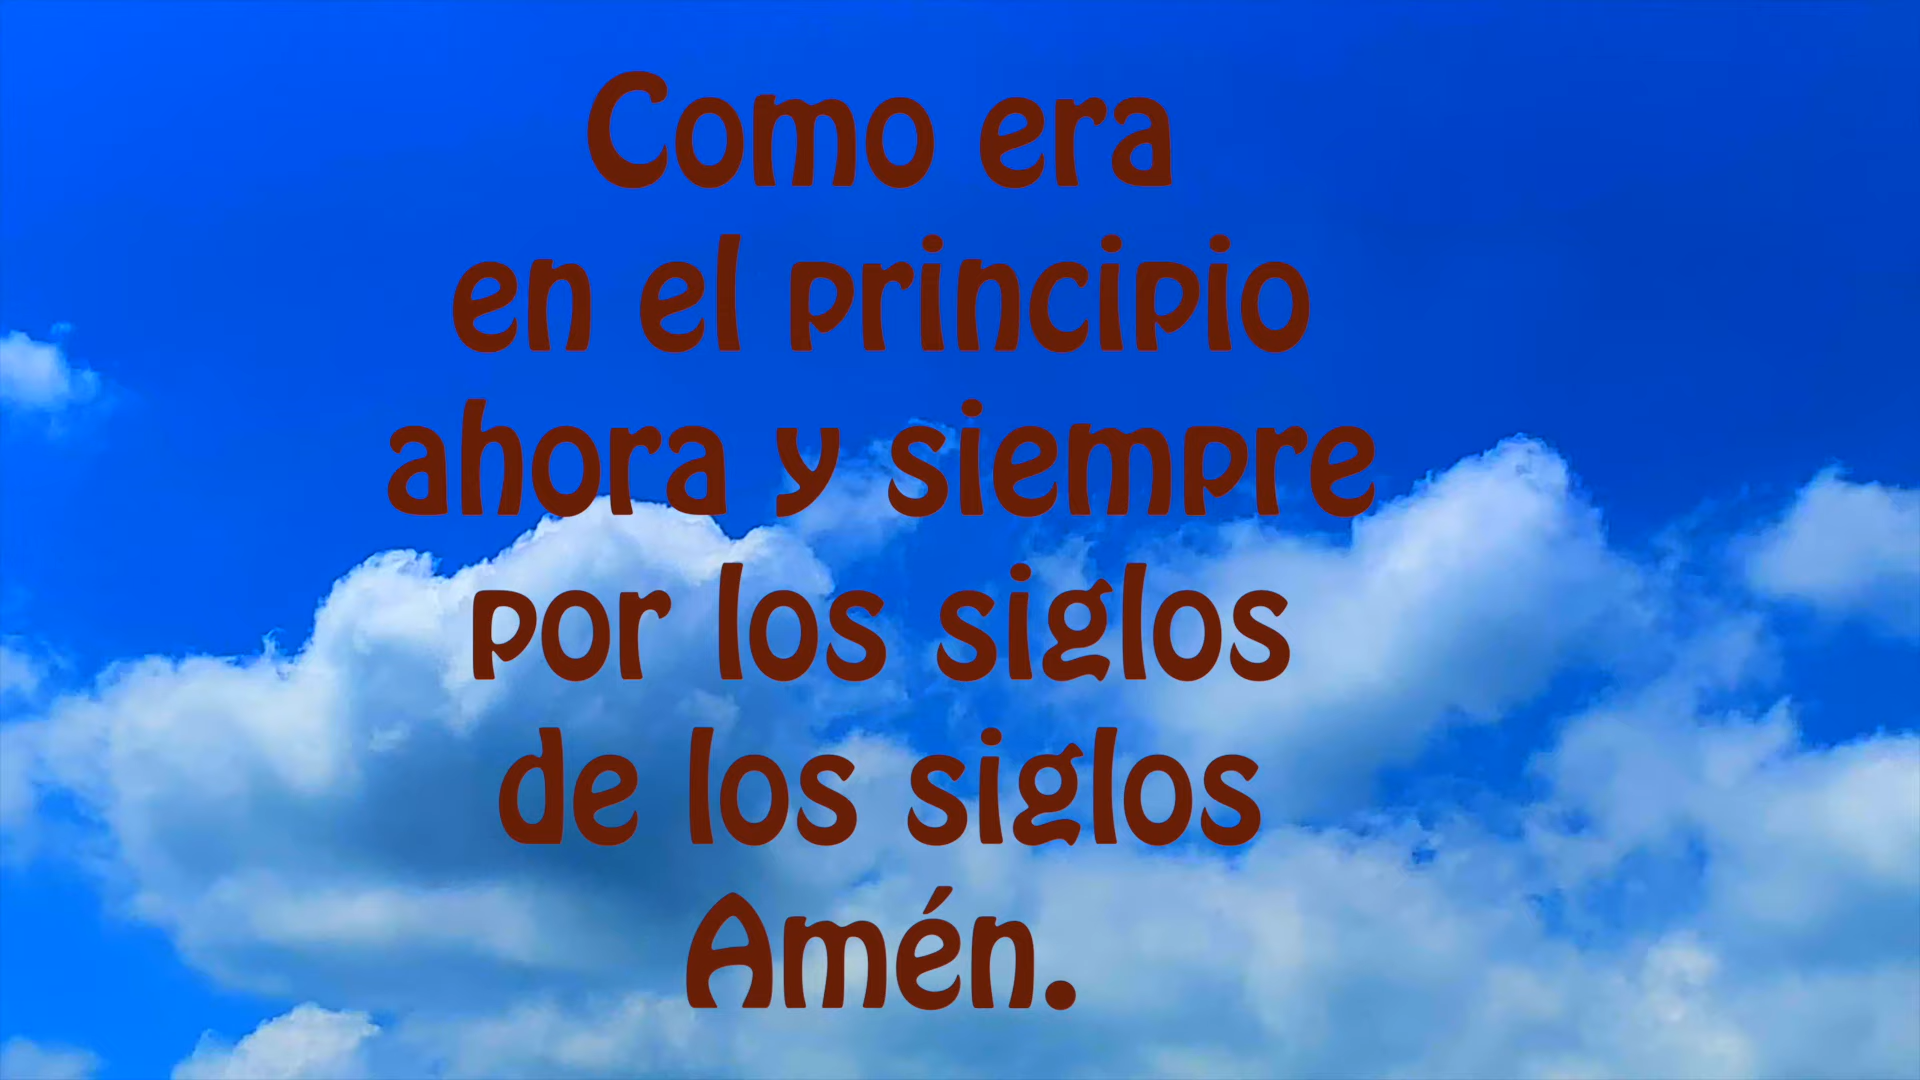 Como era
en el principio
ahora y siempre
por los siglos
de los siglos
Amén.